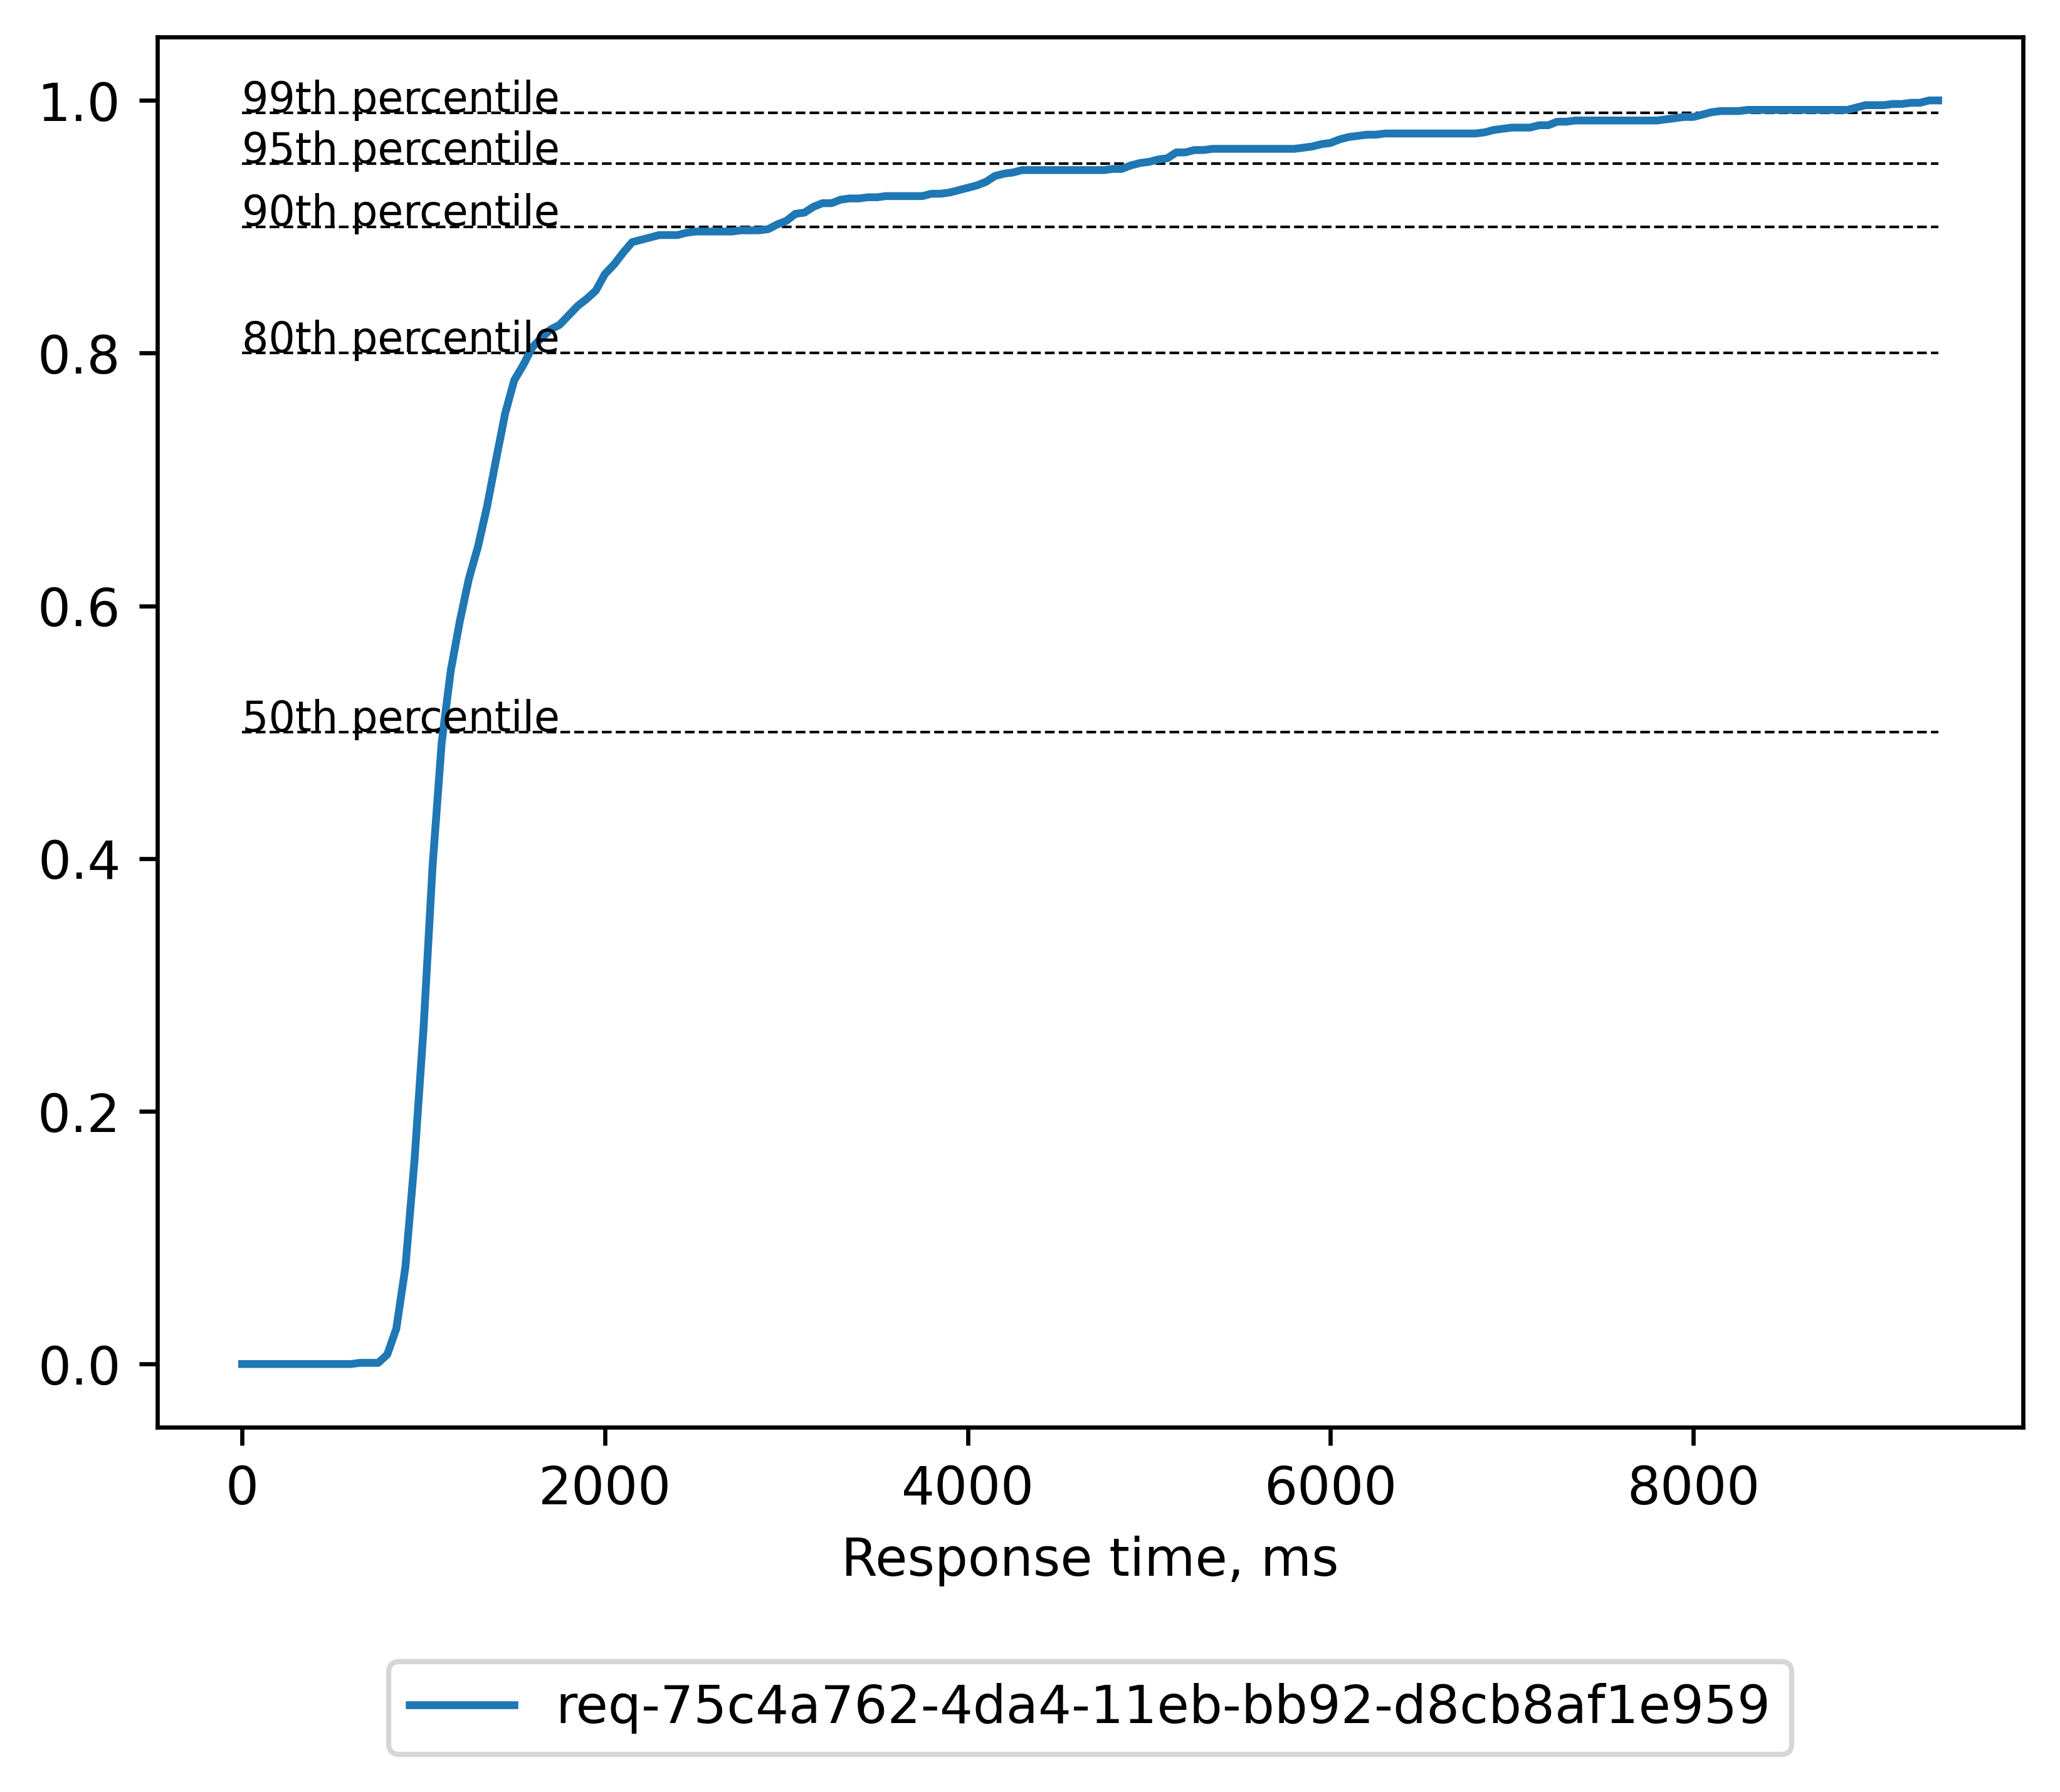 1.0
99th percentile
95th percentile
90th percentile
0.8
80th percentile
0.6
50th percentile
0.4
0.2
0.0
0 2000 4000 6000 8000
Response time, ms
req-75c4a762-4da4-11eb-bb92-d8cb8af1e959